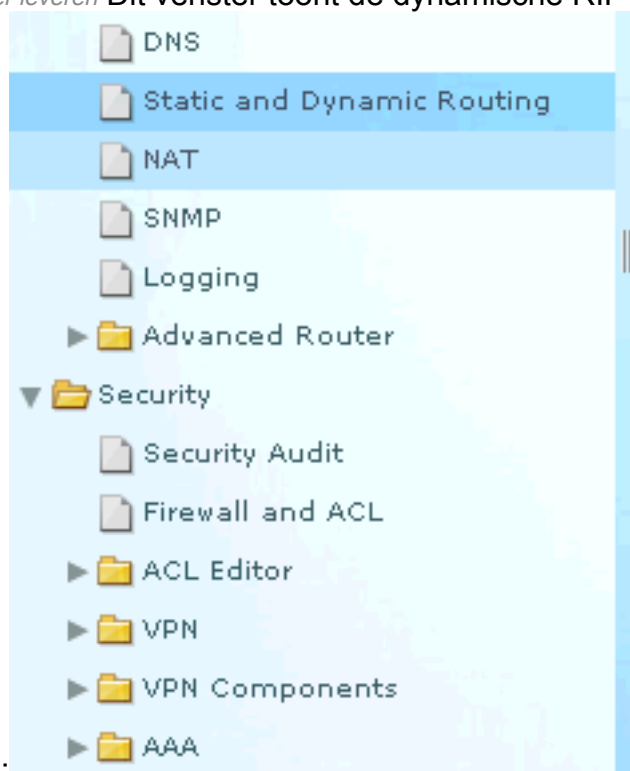 leveren Dit venster toont de dynamische
DNS
Static and Dynamic Routing
NAT
SNMP
Logging
Advanced Router
Security
Security Audit
Firewall and ACL
ACL Editor
VPN
VPN Components
AAA
.